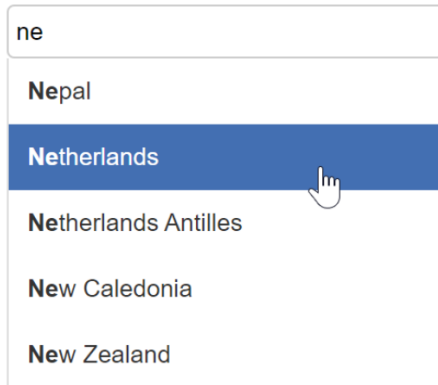 ne
Nepal
Netherlands
Netherlands Antilles
New Caledonia
New Zealand